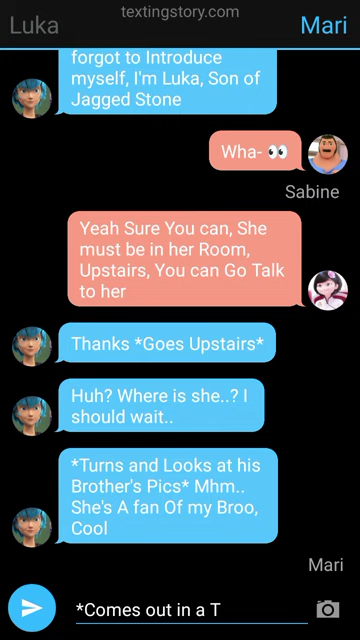 textingstory.com
Luka
Mari
forgot to Introduce
myself, I'm Luka, Son of
Jagged Stone
Wha- 👀
Sabine
Yeah Sure You can, She
must be in her Room,
Upstairs, You can Go Talk
to her
Thanks *Goes Upstairs*
Huh? Where is she..? I
should wait..
*Turns and Looks at his
Brother's Pics* Mhm..
She's A fan Of my Broo,
Cool
Mari
*Comes out in a T